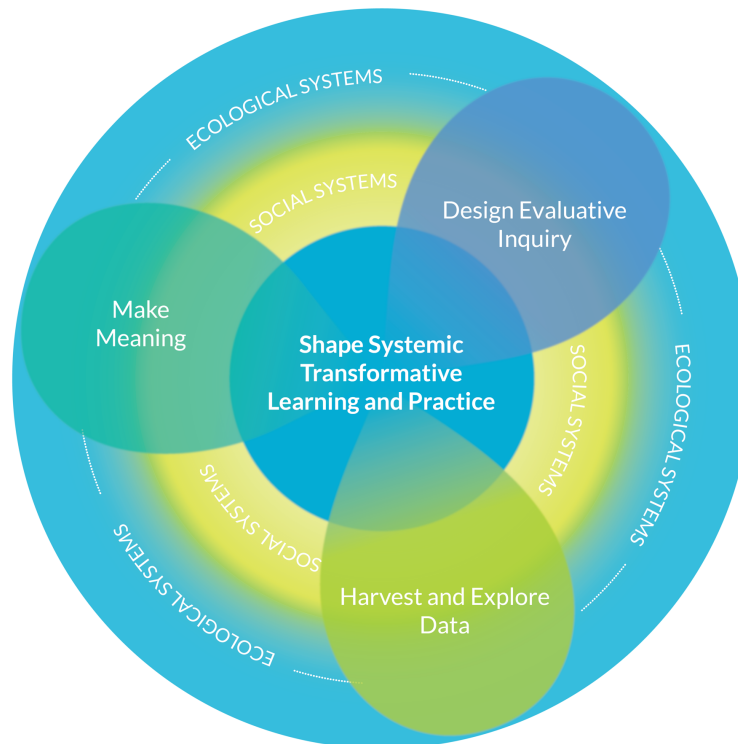 ECOLOGICAL SYSTEMS
SOCIAL SYSTEMS
Design Evaluative
Inquiry
Make
Meaning
Shape Systemic
Transformative
Learning and Practice
SOCIAL SYSTEMS
ECOLOGICAL SYSTEMS
SOCIAL SYSTEMS
ECOLOGICAL SYSTEMS
Harvest and Explore
Data